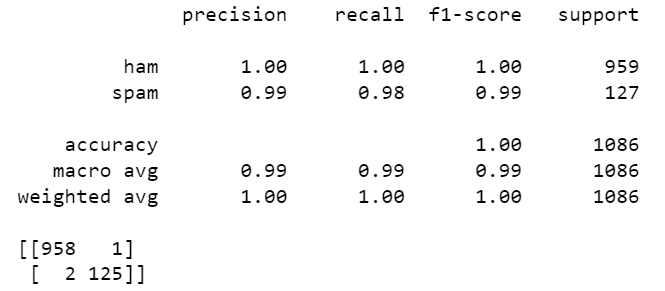 precision recall f1-score support
ham 1.00 1.00 1.00 959
spam 0.99 0.98 0.99 127
accuracy 1.00 1086
macro avg 0.99 0.99 0.99 1086
weighted avg 1.00 1.00 1.00 1086
[[958 1]
[ 2 125]]